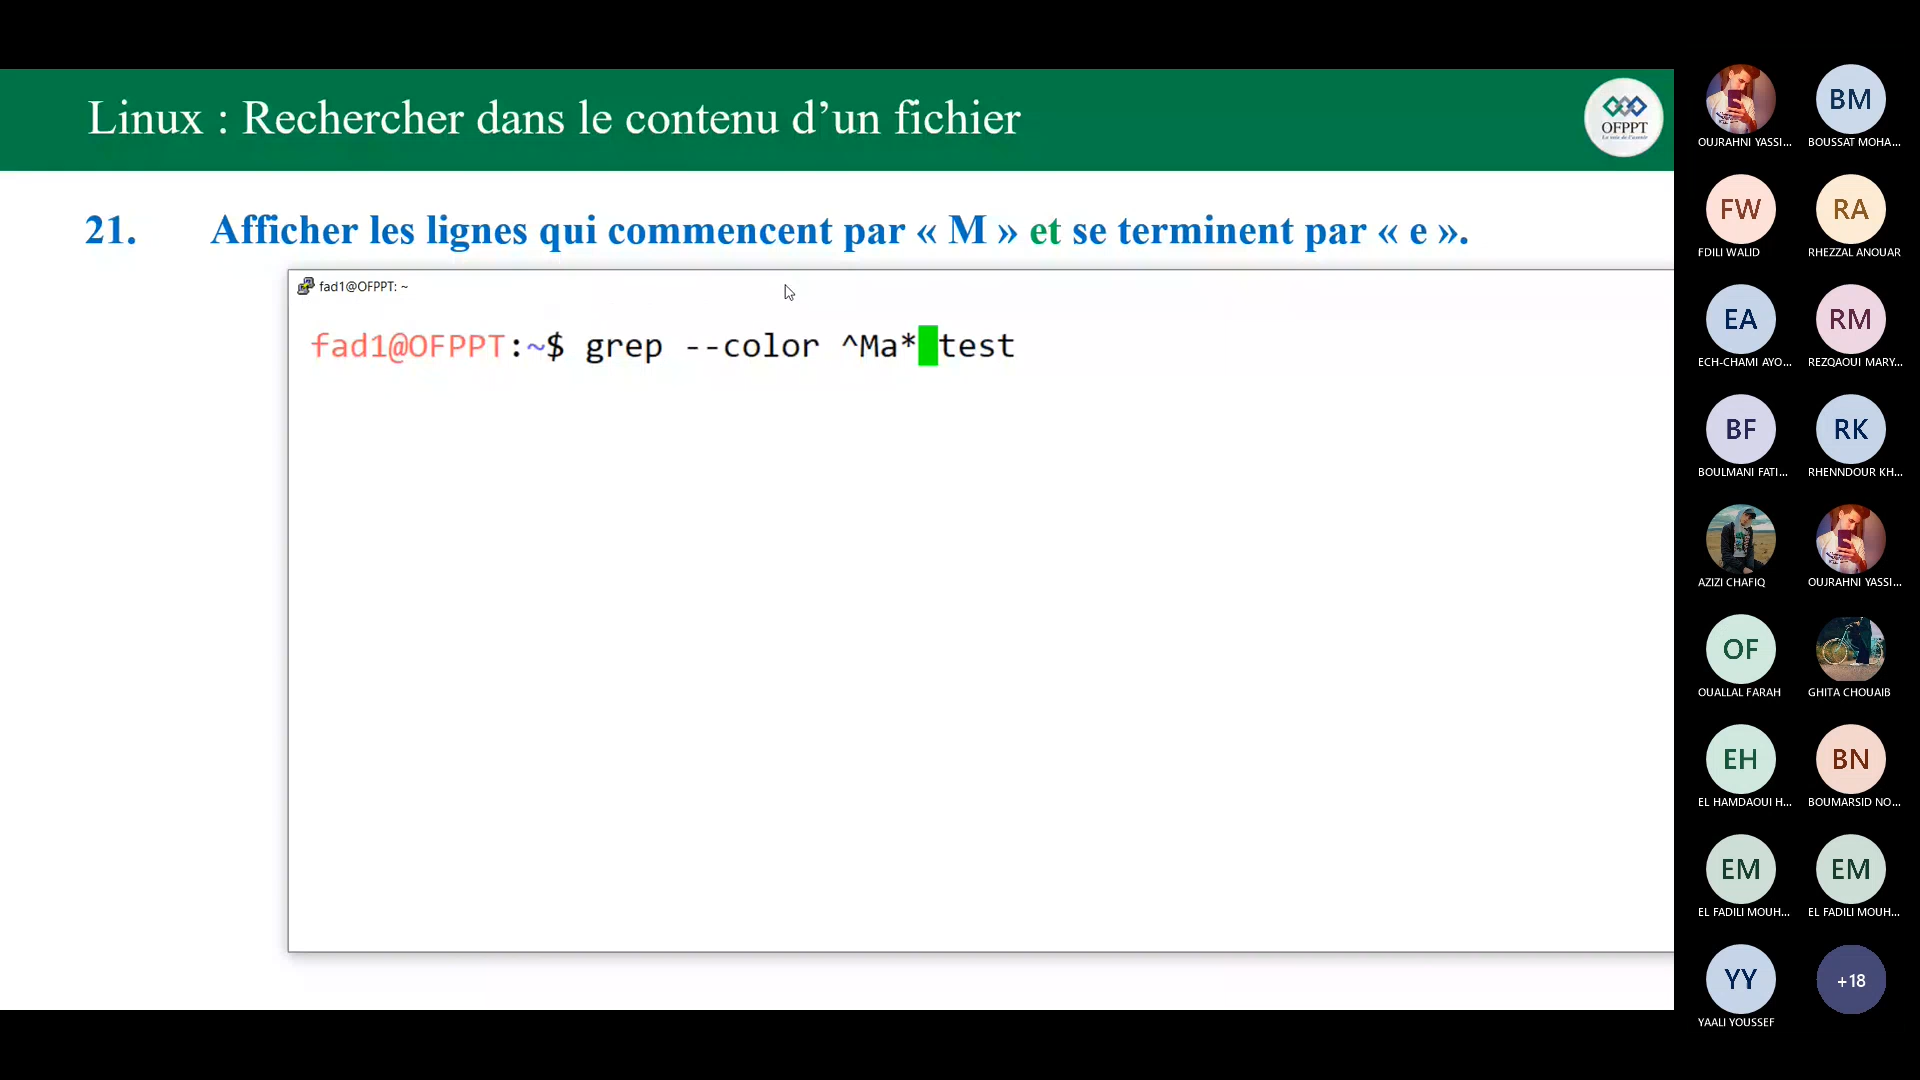 Linux : Rechercher dans le contenu d’un fichier
OFPPT
21. Afficher les lignes qui commencent par « M » et se terminent par « e ».
fad1@OFPPT: ~
fad1@OFPPT:~$ grep --color ^Ma* test
OUJRAHNI YASSI...
BM
BOUSSAT MOHA...
FW
FDILI WALID
RA
RHEZZAL ANOUAR
EA
ECH-CHAMI AYO...
RM
REZQAOUI MARY...
BF
BOULMANI FATI...
RK
RHENNDOUR KH...
AZIZI CHAFIQ
OUJRAHNI YASSI...
OF
OUALLAL FARAH
GHITA CHOUAIB
EH
EL HAMDAOUI H...
BN
BOUMARSID NO...
EM
EL FADILI MOUH...
EM
EL FADILI MOUH...
YY
YAALI YOUSSEF
+18